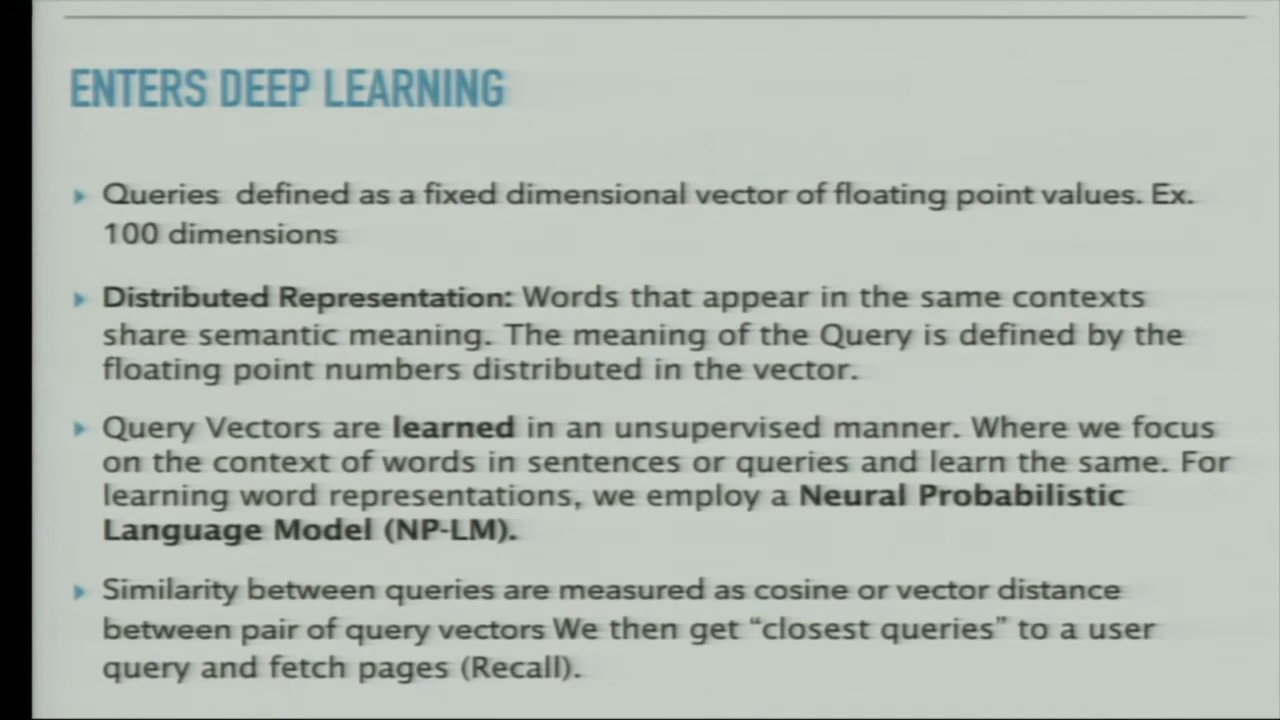 ENTERS DEEP LEARNING
Queries defined as a fixed dimensional vector of floating point values. Ex.
100 dimensions
Distributed Representation: Words that appear in the same contexts
share semantic meaning. The meaning of the Query is defined by the
floating point numbers distributed in the vector.
Query Vectors are learned in an unsupervised manner. Where we focus
on the context of words in sentences or queries and learn the same. For
learning word representations, we employ a Neural Probabilistic
Language Model (NP-LM).
Similarity between queries are measured as cosine or vector distance
between pair of query vectors We then get “closest queries” to a user
query and fetch pages (Recall).